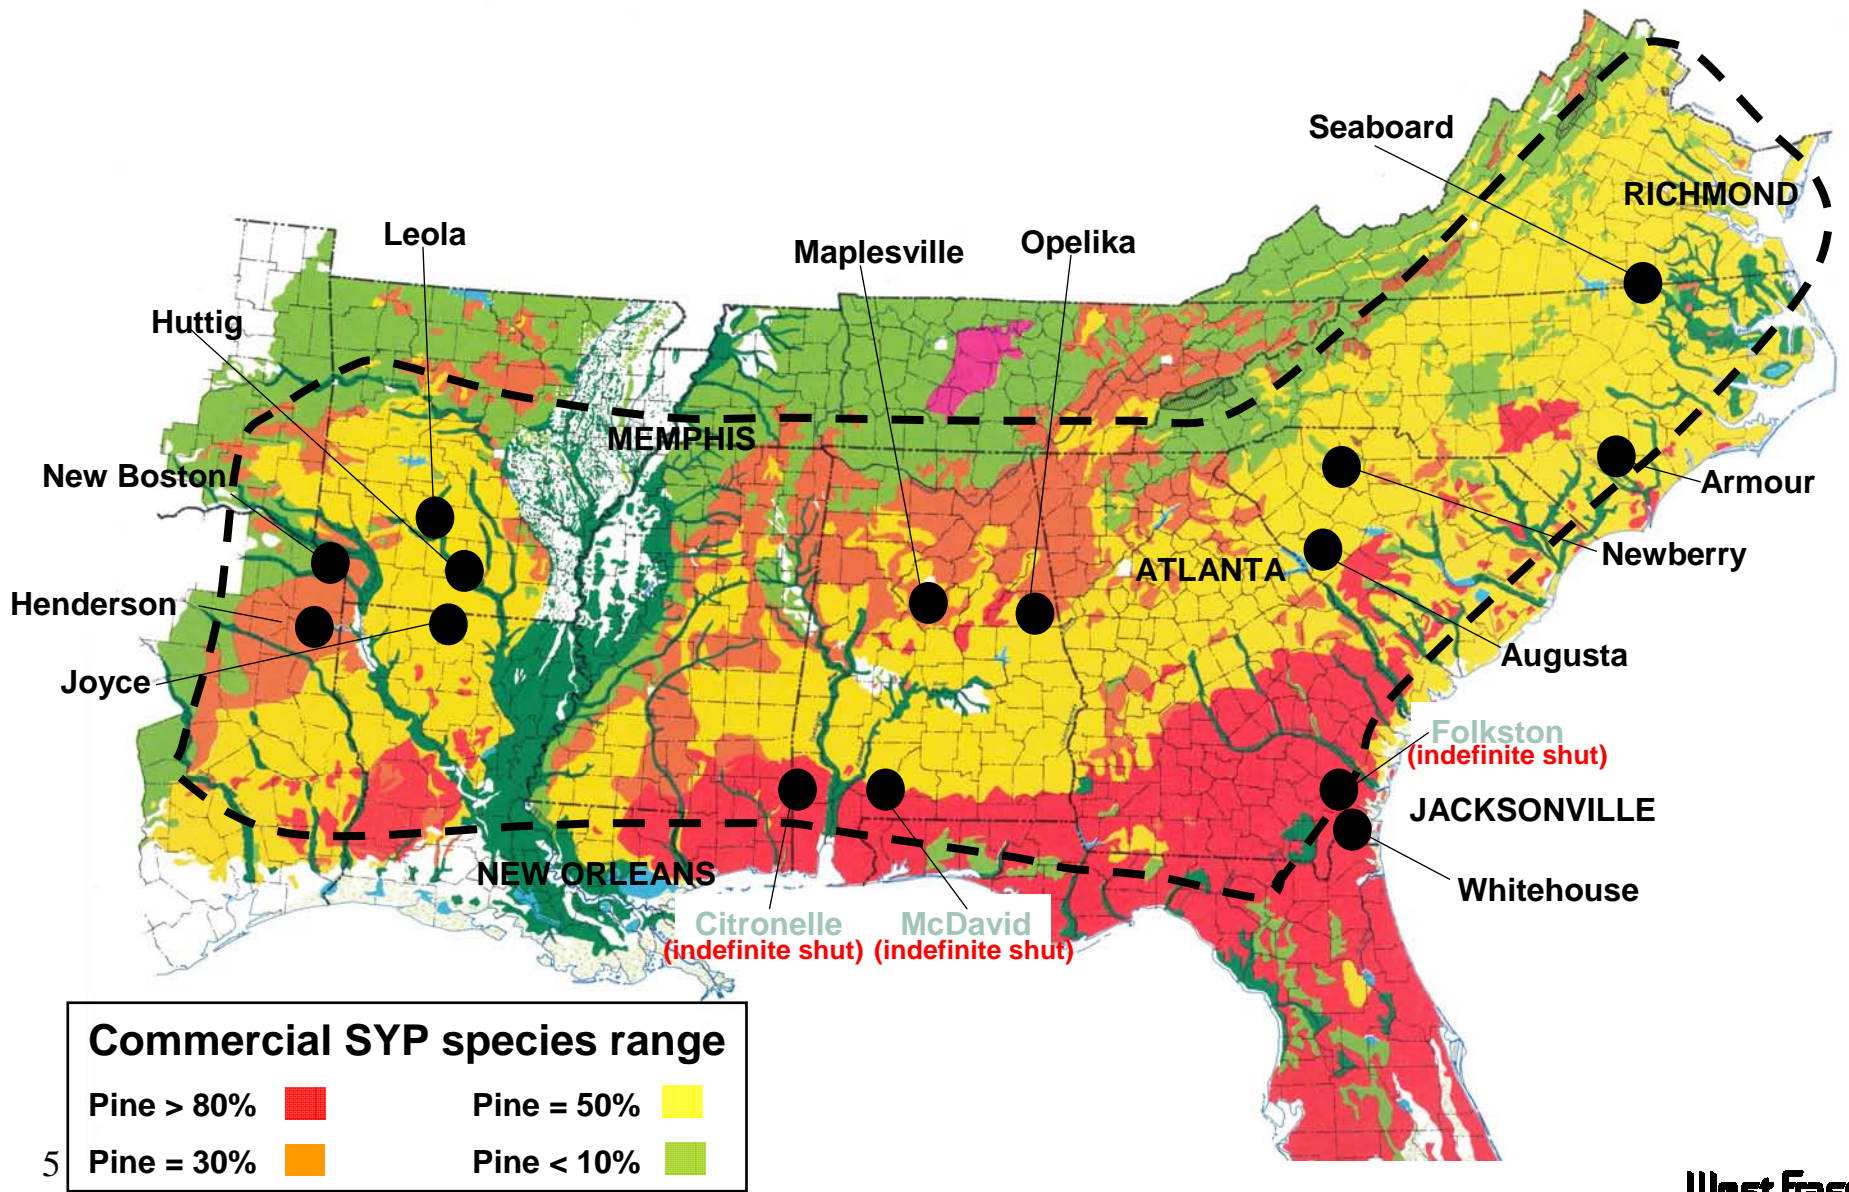 Seaboard
RICHMOND
Leola
Maplesville
Opelika
Huttig
MEMPHIS
New Boston
Armour
Newberry
ATLANTA
Henderson
Augusta
Joyce
Folkston
(indefinite shut)
JACKSONVILLE
NEW ORLEANS
Whitehouse
Citronelle
(indefinite shut)
McDavid
(indefinite shut)
Commercial SYP species range
Pine > 80%
Pine = 50%
Pine = 30%
Pine < 10%
5